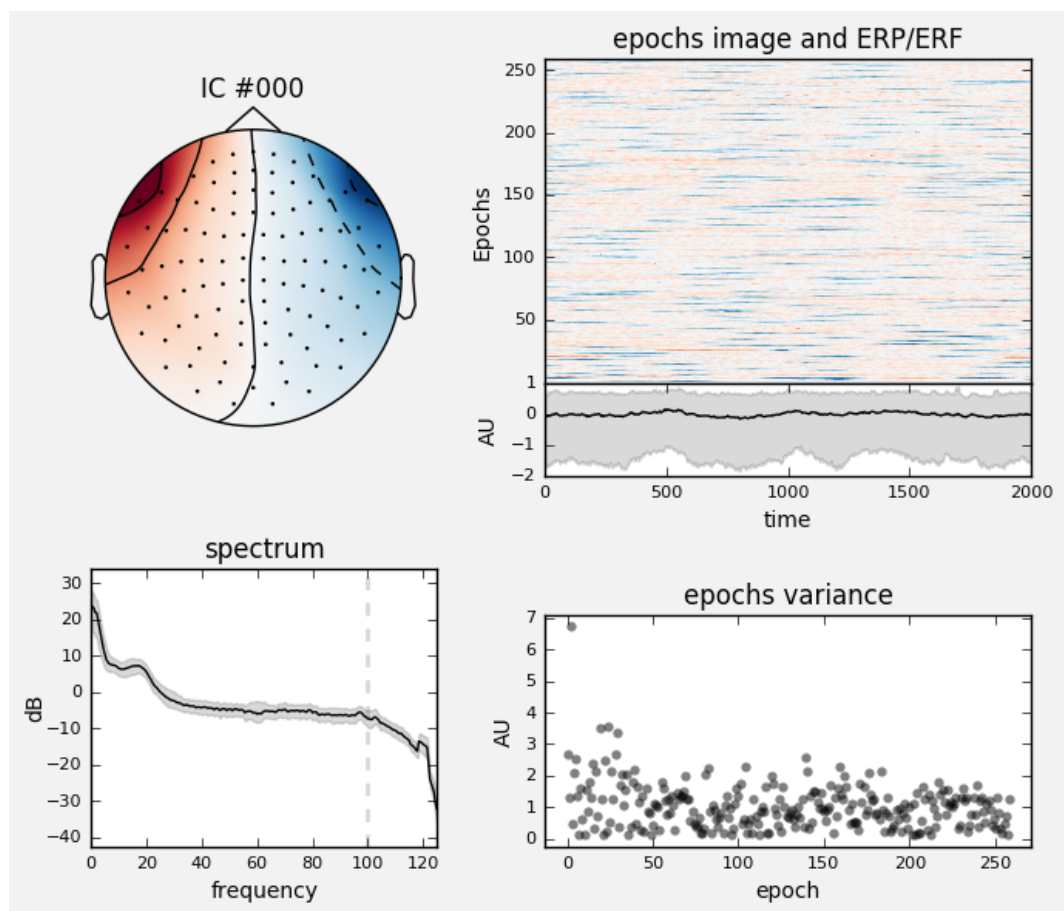 IC #000
epochs image and ERP/ERF
250
200
150
100
50
1
Epochs
0
−1
−2
AU
0 500 1000 1500 2000
time
spectrum
30
20
10
0
−10
−20
−30
−40
dB
0 20 40 60 80 100 120
frequency
epochs variance
7
6
5
4
3
2
1
0
AU
0 50 100 150 200 250
epoch